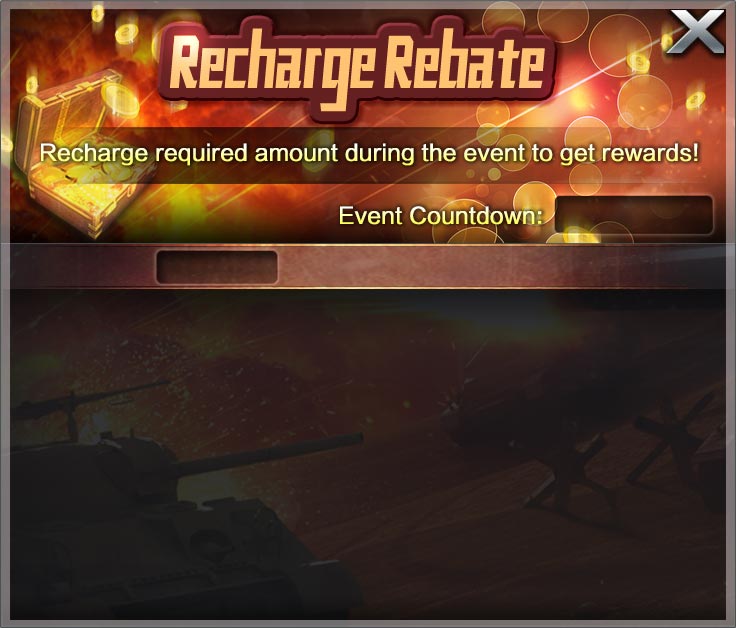 Recharge Rebate
Recharge required amount during the event to get rewards!
Event Countdown: